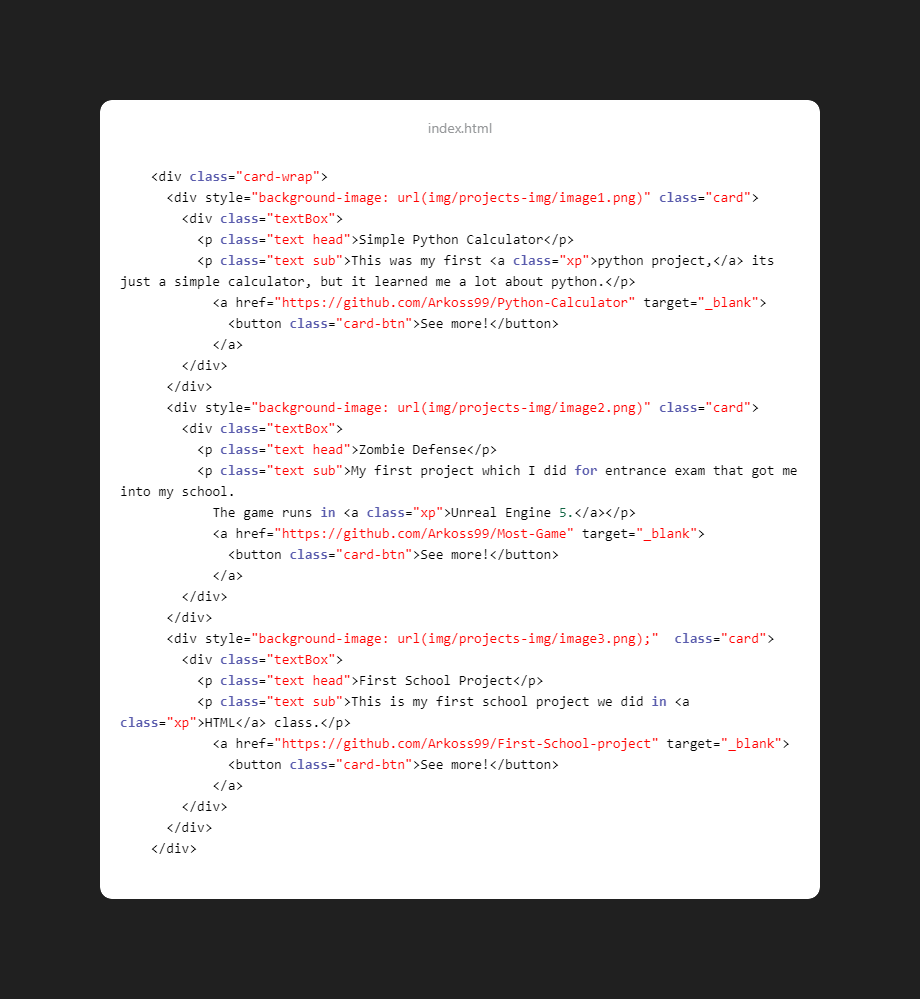 index.html
<div class="card-wrap">
<div style="background-image: url(img/projects-img/image1.png)" class="card">
<div class="textBox">
<p class="text head">Simple Python Calculator</p>
<p class="text sub">This was my first <a class="xp">python project,</a> its
just a simple calculator, but it learned me a lot about python.</p>
<a href="https://github.com/Arkoss99/Python-Calculator" target="_blank">
<button class="card-btn">See more!</button>
</a>
</div>
</div>
<div style="background-image: url(img/projects-img/image2.png)" class="card">
<div class="textBox">
<p class="text head">Zombie Defense</p>
<p class="text sub">My first project which I did for entrance exam that got me
into my school.
The game runs in <a class="xp">Unreal Engine 5.</a></p>
<a href="https://github.com/Arkoss99/Most-Game" target="_blank">
<button class="card-btn">See more!</button>
</a>
</div>
</div>
<div style="background-image: url(img/projects-img/image3.png);"  class="card">
<div class="textBox">
<p class="text head">First School Project</p>
<p class="text sub">This is my first school project we did in <a
class="xp">HTML</a> class.</p>
<a href="https://github.com/Arkoss99/First-School-project" target="_blank">
<button class="card-btn">See more!</button>
</a>
</div>
</div>
</div>